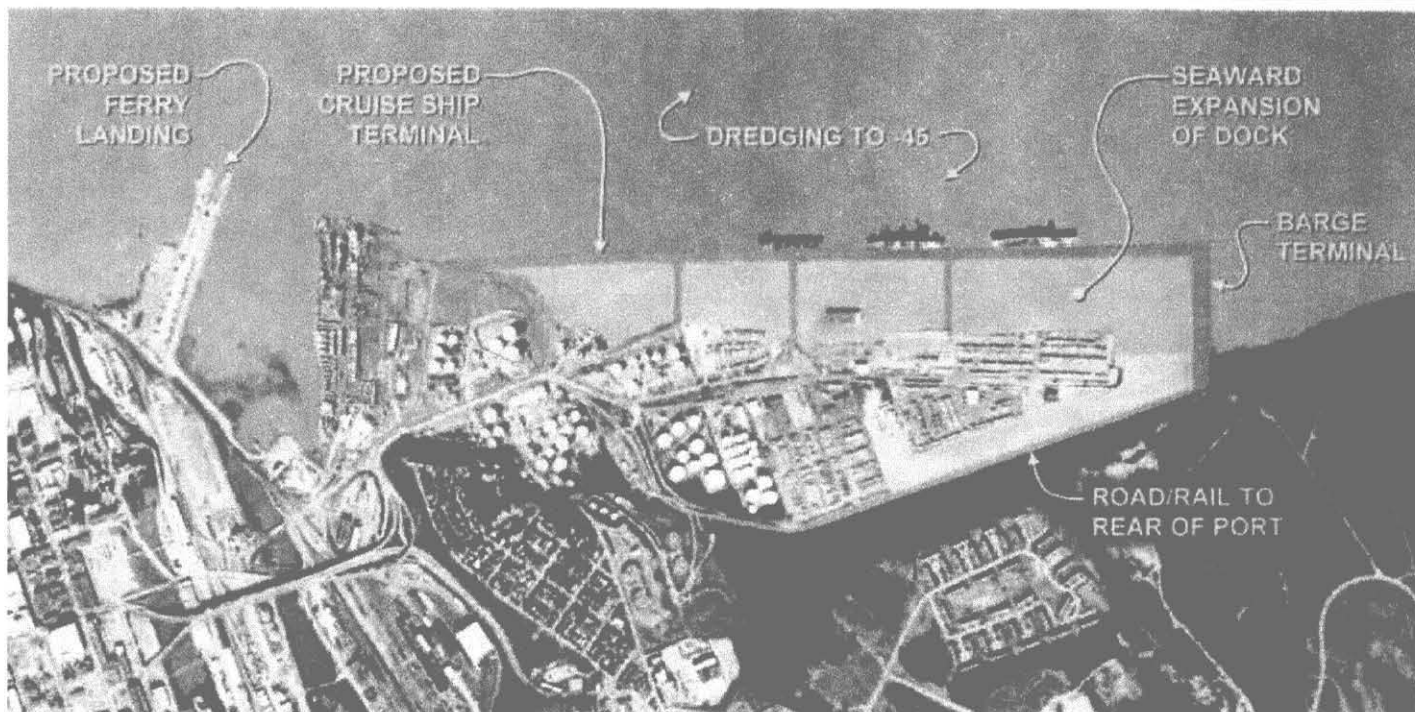 PROPOSED
FERRY
LANDING
PROPOSED
CRUISE SHIP
TERMINAL
DREDGING TO -45
SEAWARD
EXPANSION
OF DOCK
BARGE
TERMINAL
ROAD/RAIL TO
REAR OF PORT